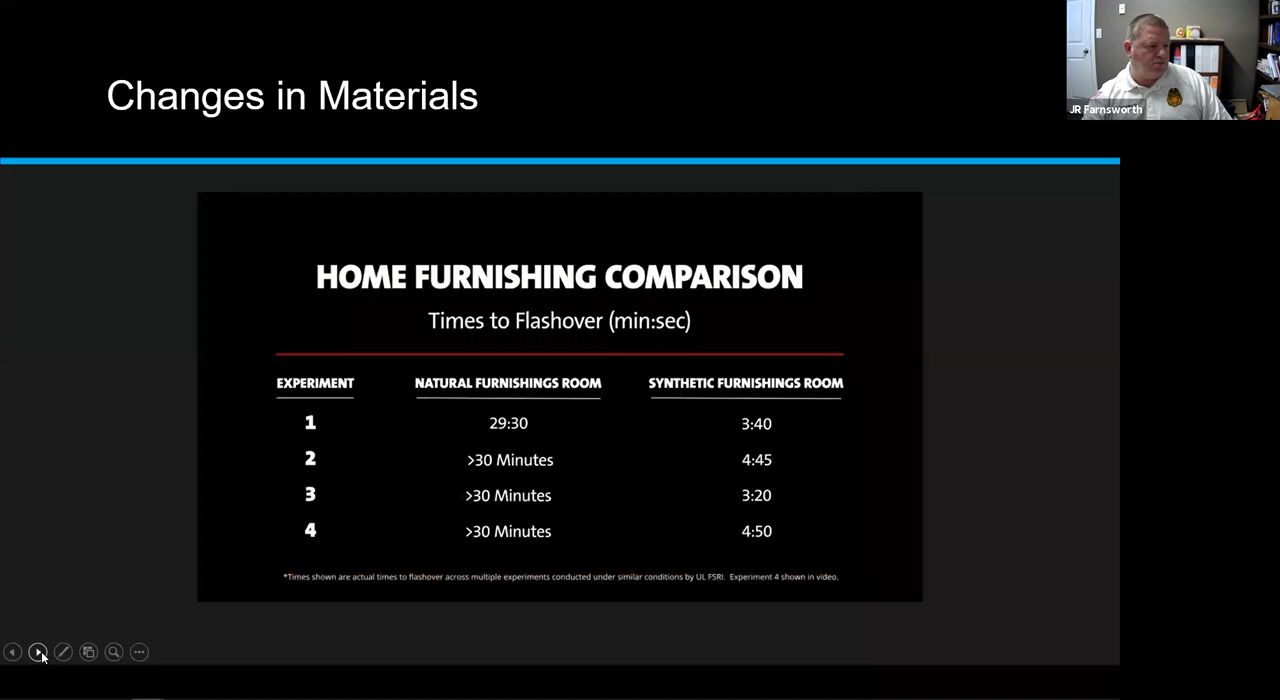 Changes in Materials
JR Farnsworth
HOME FURNISHING COMPARISON
Times to Flashover (min:sec)
EXPERIMENT NATURAL FURNISHINGS ROOM SYNTHETIC FURNISHINGS ROOM
1 29:30 3:40
2 >30 Minutes 4:45
3 >30 Minutes 3:20
4 >30 Minutes 4:50
*Times shown are actual times to flashover across multiple experiments conducted under similar conditions by UL FSRI. Experiment 4 shown in video.